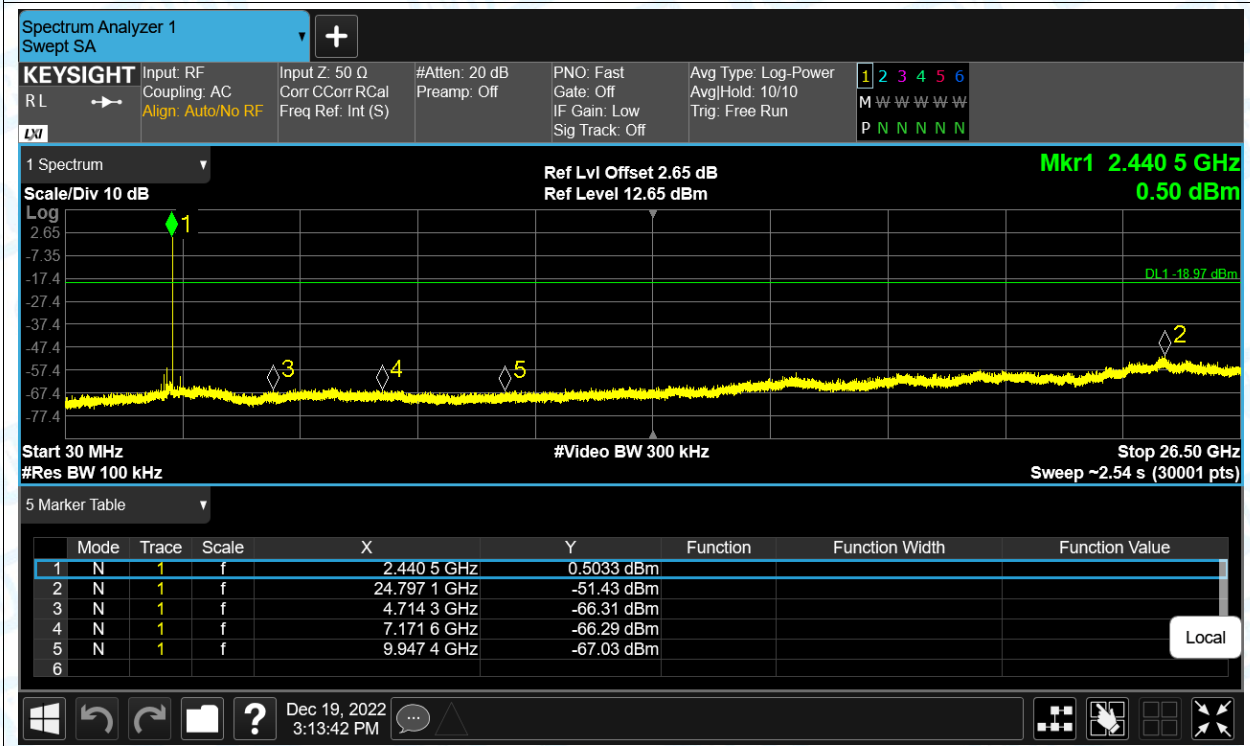 Spectrum Analyzer 1
Swept SA
KEYSIGHT
R L
LXI
Input: RF
Coupling: AC
Align: Auto/No RF
Input Z: 50 Ω
Corr CCorr RCal
Freq Ref: Int (S)
#Atten: 20 dB
Preamp: Off
PNO: Fast
Gate: Off
IF Gain: Low
Sig Track: Off
Avg Type: Log-Power
Avg|Hold: 10/10
Trig: Free Run
1 2 3 4 5 6
M W W W W W
P N N N N N
1 Spectrum
Scale/Div 10 dB
Ref Lvl Offset 2.65 dB
Ref Level 12.65 dBm
Mkr1 2.440 5 GHz
0.50 dBm
Log
2.65
-7.35
-17.4
-27.4
-37.4
-47.4
-57.4
-67.4
-77.4
1
DL1 -18.97 dBm
2
3
4
5
Start 30 MHz
#Video BW 300 kHz
Stop 26.50 GHz
#Res BW 100 kHz
Sweep ~2.54 s (30001 pts)
5 Marker Table
Mode Trace Scale X Y Function Function Width Function Value
1 N 1 f 2.440 5 GHz 0.5033 dBm
2 N 1 f 24.797 1 GHz -51.43 dBm
3 N 1 f 4.714 3 GHz -66.31 dBm
4 N 1 f 7.171 6 GHz -66.29 dBm
5 N 1 f 9.947 4 GHz -67.03 dBm
6
Local
?
Dec 19, 2022
3:13:42 PM